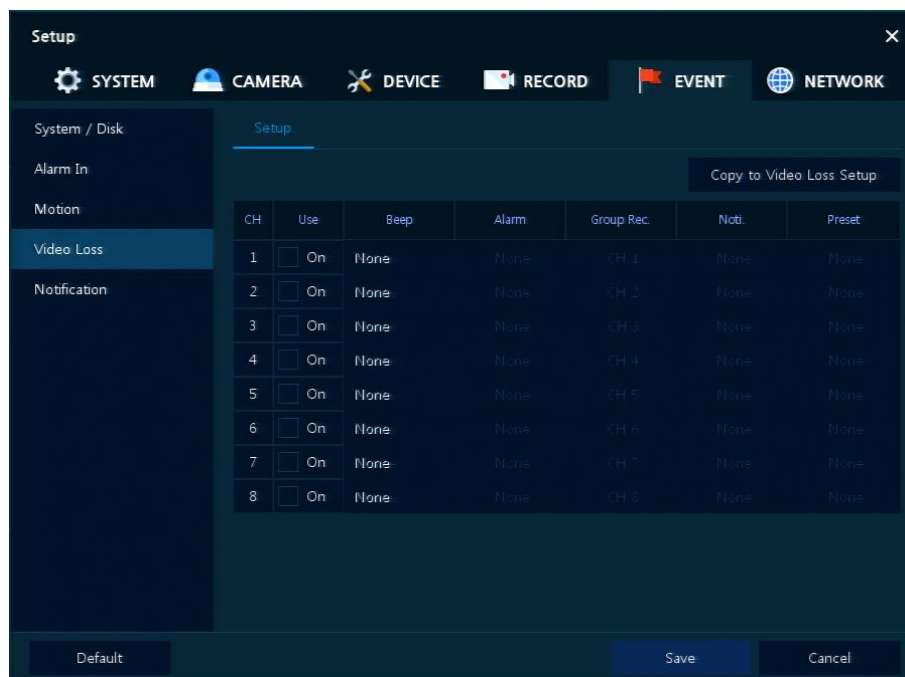 Setup
SYSTEM CAMERA DEVICE RECORD EVENT NETWORK
System / Disk
Alarm In
Motion
Video Loss
Notification
Setup
Copy to Video Loss Setup
CH Use Beep Alarm Group Rec. Noti. Preset
1 On None None CH 1 None None
2 On None None CH 2 None None
3 On None None CH 3 None None
4 On None None CH 4 None None
5 On None None CH 5 None None
6 On None None CH 6 None None
7 On None None CH 7 None None
8 On None None CH 8 None None
Default Save Cancel